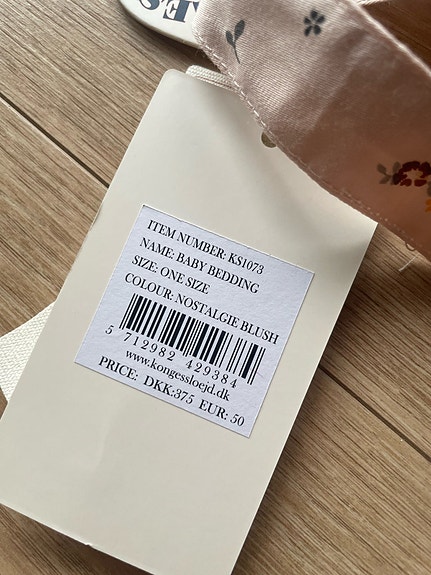 ITEM NUMBER: KS1073
NAME: BABY BEDDING
SIZE: ONE SIZE
COLOUR: NOSTALGIE BLUSH
5 712982 429384
www.kongessloejd.dk
PRICE: DKK:375 EUR: 50